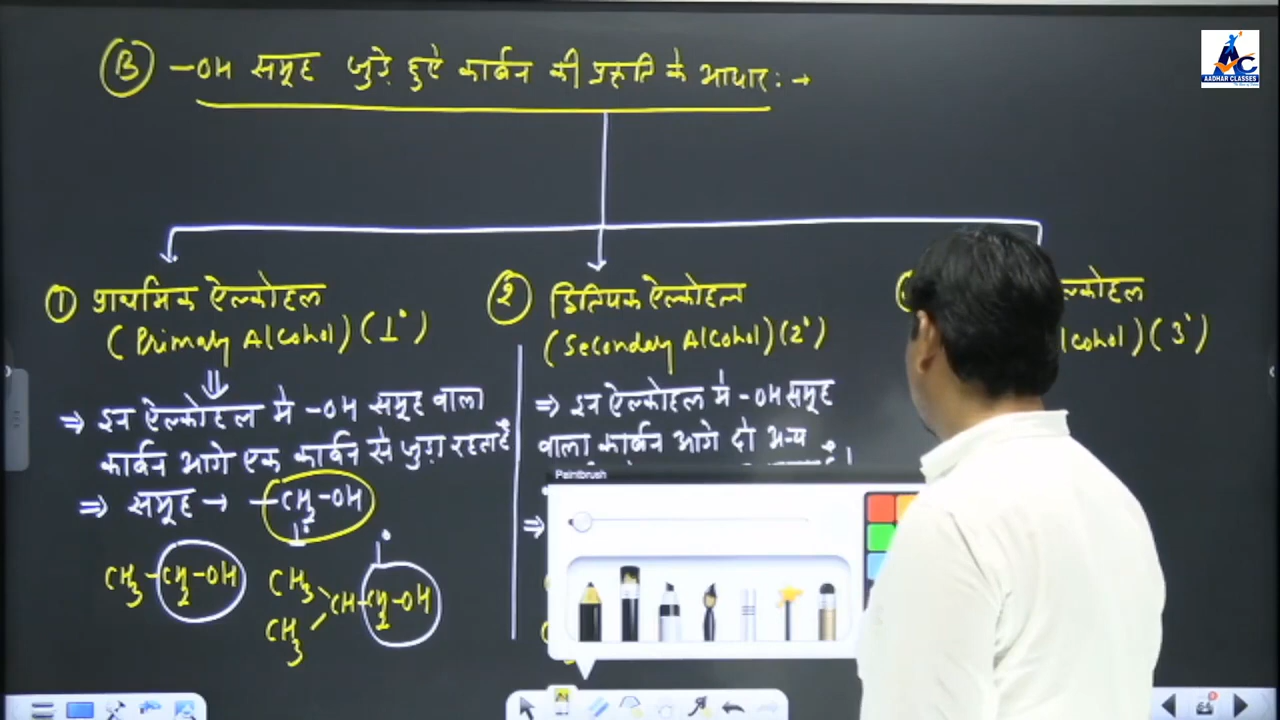 B -OH समूह जुड़े हुऐ कार्बन की प्रकृति के आधार :→
AADHAR CLASSES
① प्राथमिक ऐल्कोहल
(Primary Alcohol) (1°)
⇒ इन ऐल्कोहल मे -OH समूह वाला
कार्बन आगे एक कार्बन से जुड़ा रहता है
⇒ समूह → -CH₂-OH
1°
CH₃-CH₂-OH
1°
CH₃
CH-CH₂-OH
CH₃
② द्वितियक ऐल्कोहल
(Secondary Alcohol) (2°)
⇒ इन ऐल्कोहल मे -OH समूह
वाला कार्बन आगे दो अन्य
Paintbrush
ल्कोहल
lcohol) (3°)